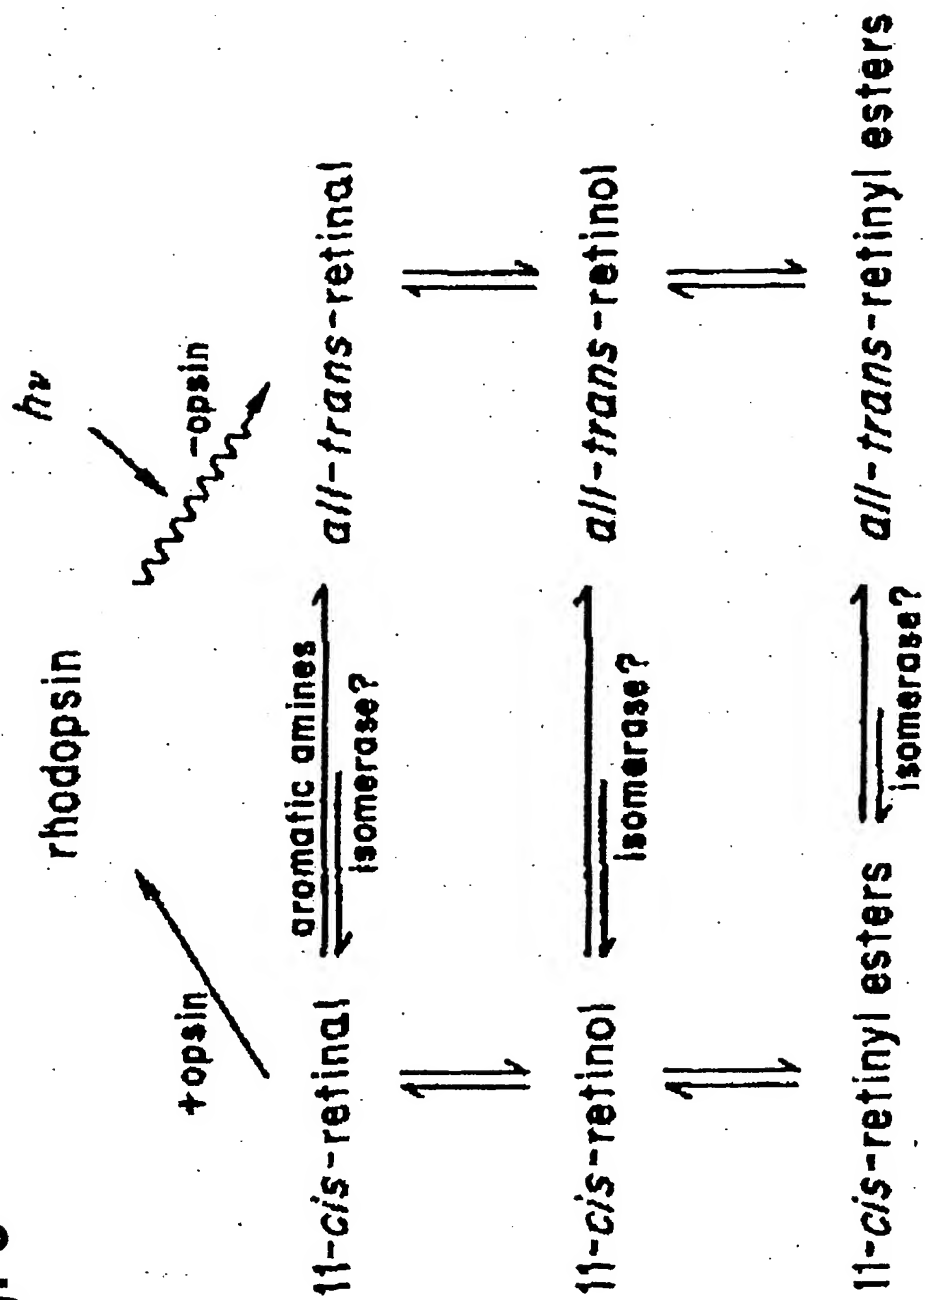 rhodopsin
hν
+opsin
-opsin
11-cis-retinal
aromatic amines
isomerase?
all-trans-retinal
11-cis-retinol
isomerase?
all-trans-retinol
11-cis-retinyl esters
isomerase?
all-trans-retinyl esters